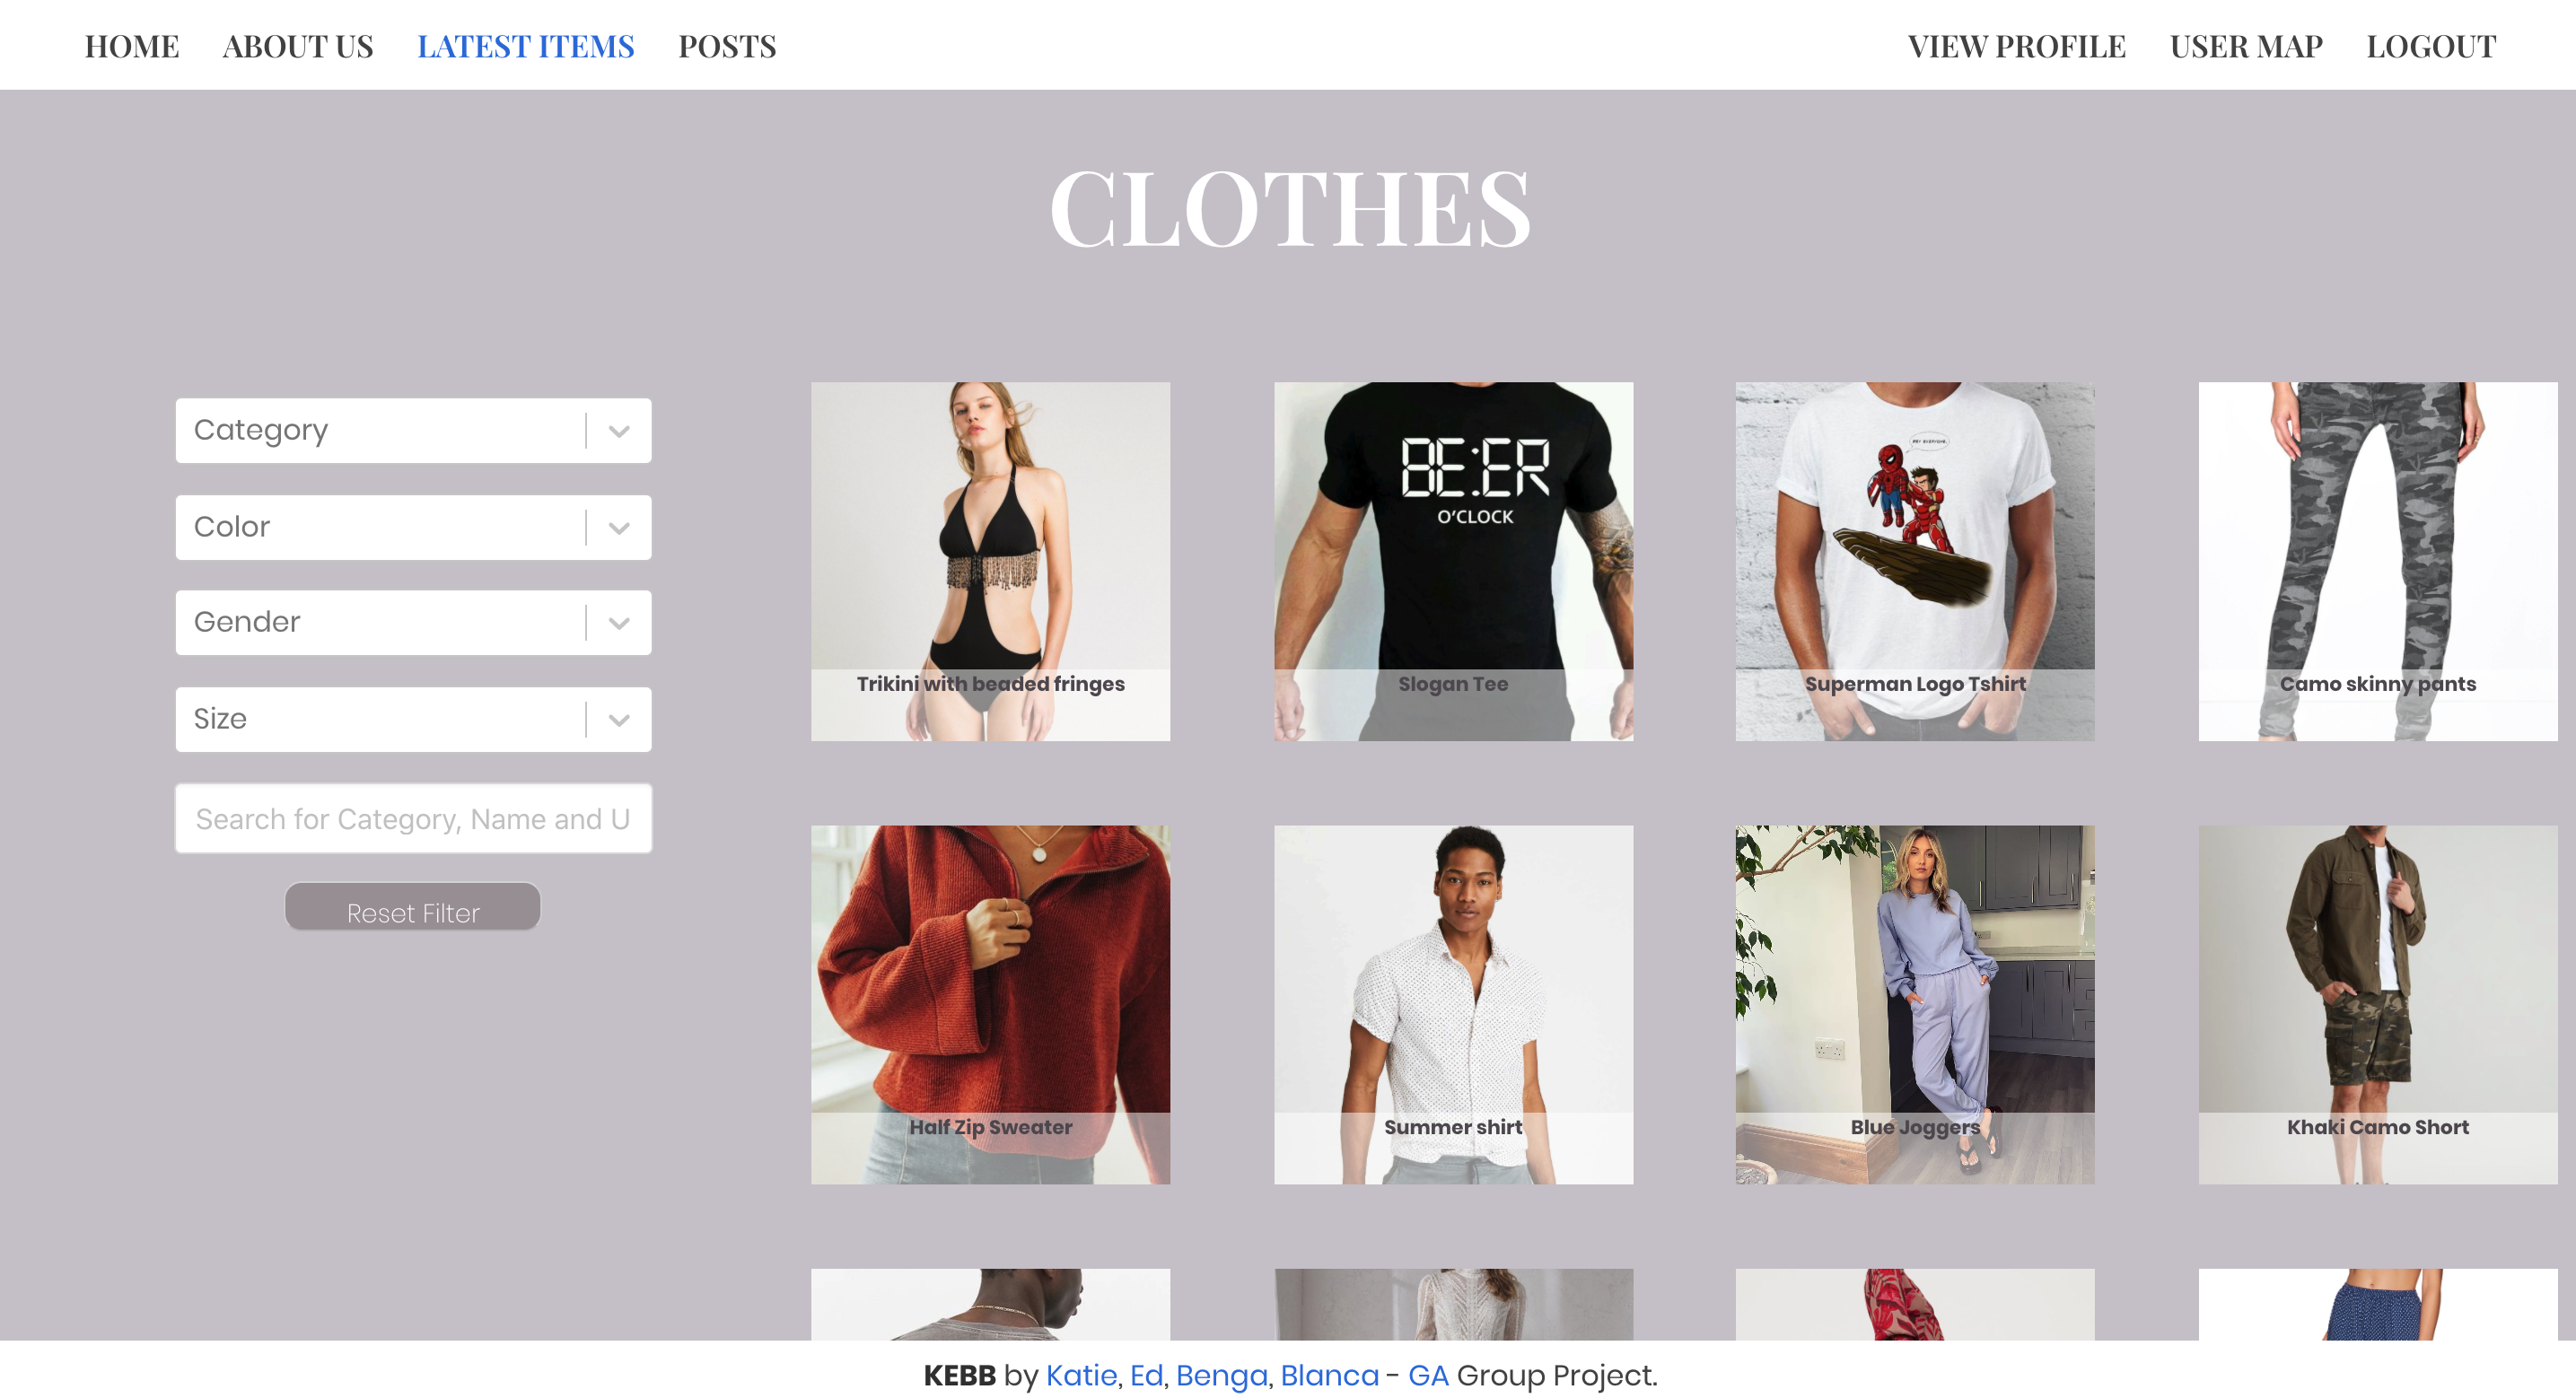 HOME ABOUT US LATEST ITEMS POSTS VIEW PROFILE USER MAP LOGOUT
CLOTHES
Category
Color
Gender
Size
Search for Category, Name and U
Reset Filter
BE:ER
O'CLOCK
HEY EVERYONE,
Trikini with beaded fringes
Slogan Tee
Superman Logo Tshirt
Camo skinny pants
Half Zip Sweater
Summer shirt
Blue Joggers
Khaki Camo Short
KEBB by Katie, Ed, Benga, Blanca - GA Group Project.